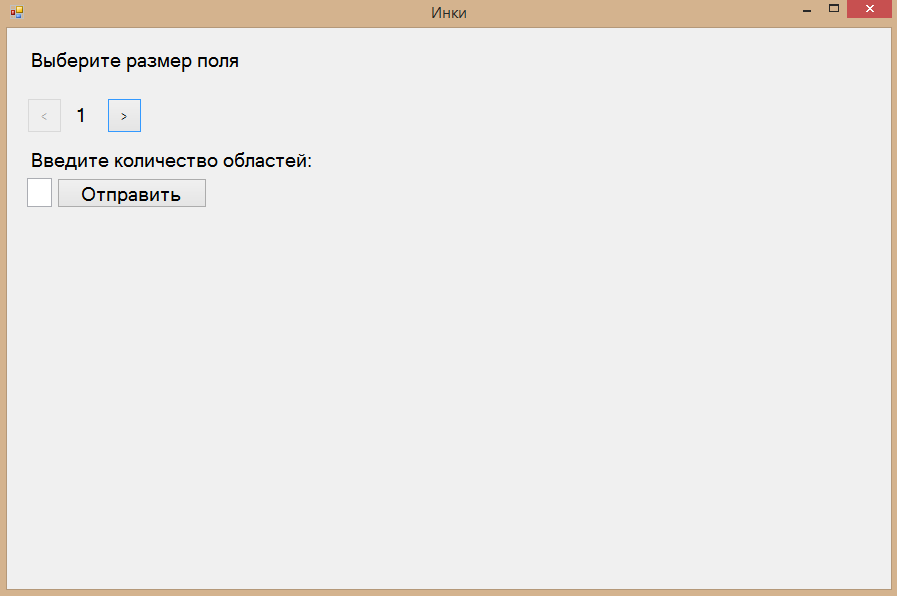 Инки
Выберите размер поля
< 1 >
Введите количество областей:
Отправить